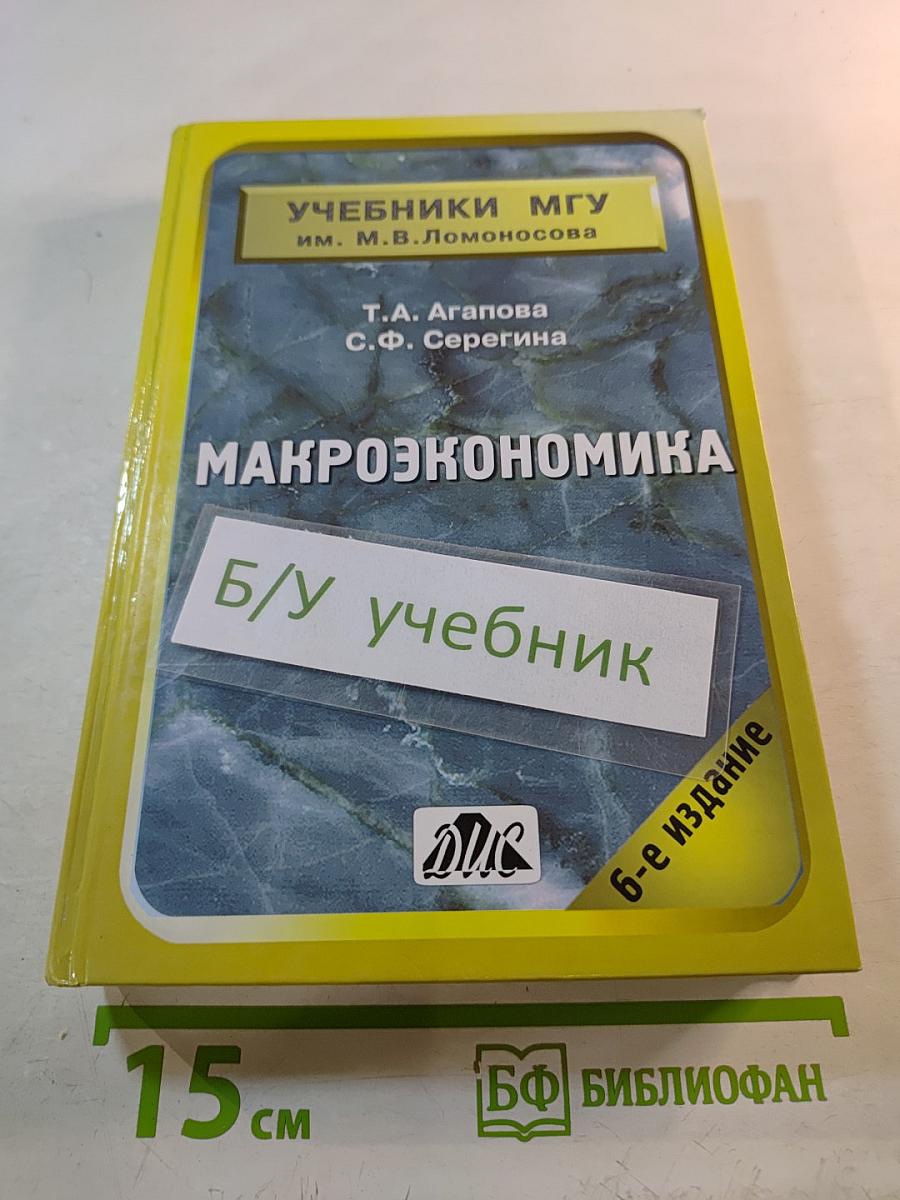 УЧЕБНИКИ МГУ
им. М.В.Ломоносова
Т.А. Агапова
С.Ф. Серегина
МАКРОЭКОНОМИКА
Б/У учебник
6-е издание
ДИС
15 см
БФ БИБЛИОФАН